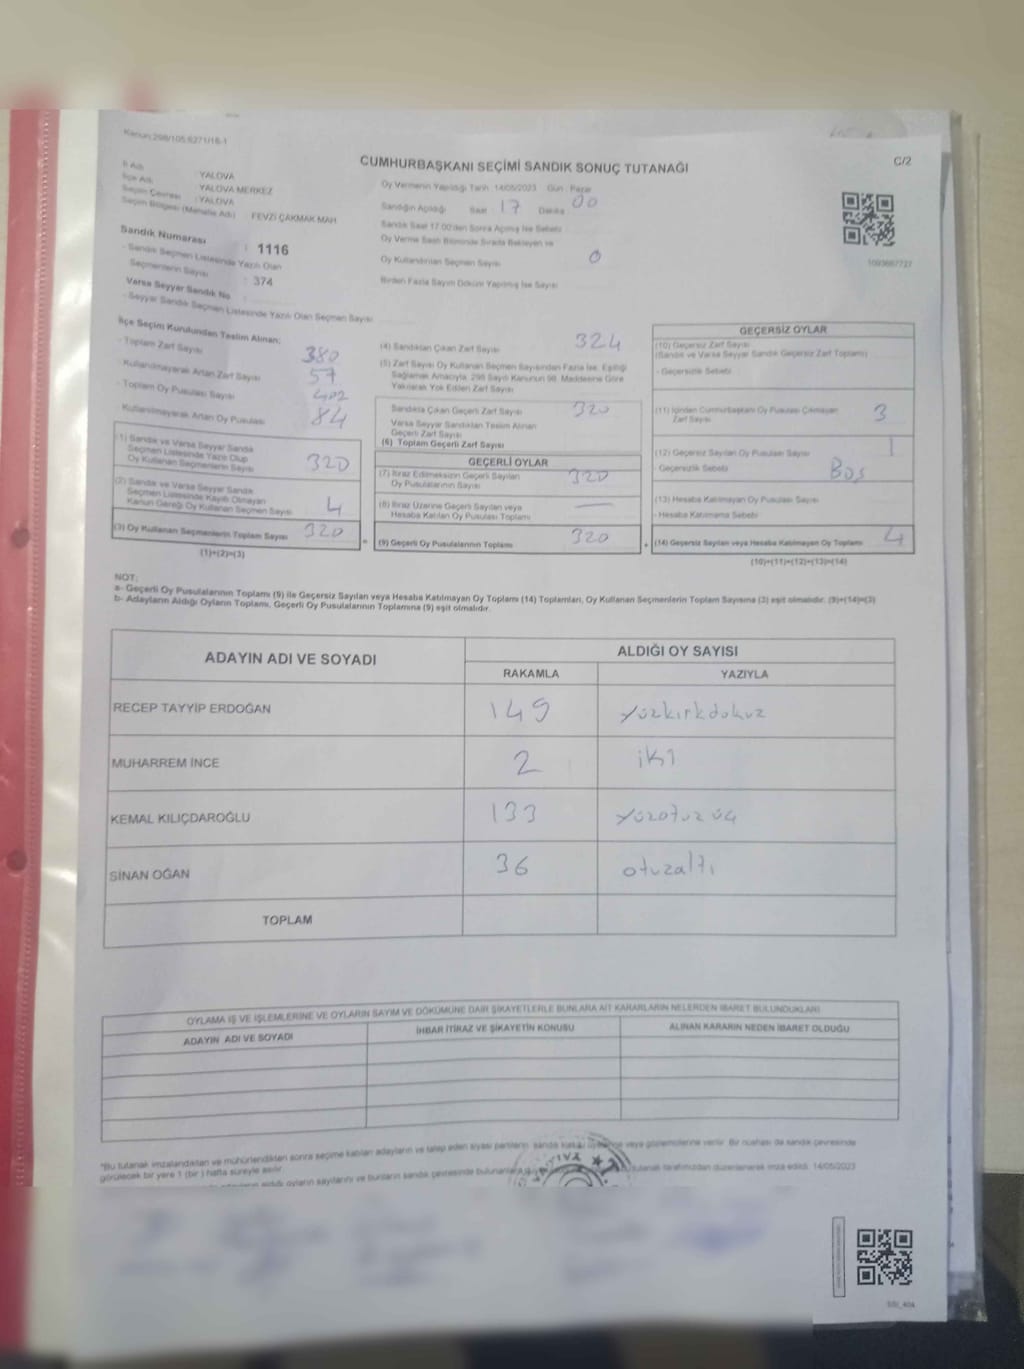 Kanun:298/105 6271/16-1
CUMHURBAŞKANI SEÇİMİ SANDIK SONUÇ TUTANAĞI
C/2
İl Adı : YALOVA
İlçe Adı : YALOVA MERKEZ
Seçim Çevresi : YALOVA
Seçim Bölgesi (Mahalle Adı) : FEVZİ ÇAKMAK MAH
Sandık Numarası : 1116
- Sandık Seçmen Listesinde Yazılı Olan
Seçmenlerin Sayısı : 374
Varsa Seyyar Sandık No :
- Seyyar Sandık Seçmen Listesinde Yazılı Olan Seçmen Sayısı
Oy Vermenin Yapıldığı Tarih 14/05/2023 Gün : Pazar
Sandığın Açıldığı Saat 17 Dakika 00
Sandık Saat 17.00'den Sonra Açılmış İse Sebebi
Oy Verme Saati Bitiminde Sırada Bekleyen ve
Oy Kullandırılan Seçmen Sayısı 0
Birden Fazla Sayım Döküm Yapılmış İse Sayısı
1093687727
İlçe Seçim Kurulundan Teslim Alınan;
- Toplam Zarf Sayısı 380
- Kullanılmayarak Artan Zarf Sayısı 57
- Toplam Oy Pusulası Sayısı 402
- Kullanılmayarak Artan Oy Pusulası 84
(1) Sandık ve Varsa Seyyar Sandık
Seçmen Listesinde Yazılı Olup
Oy Kullanan Seçmenlerin Sayısı 320
(2) Sandık ve Varsa Seyyar Sandık
Seçmen Listesinde Kayıtlı Olmayan
Kanun Gereği Oy Kullanan Seçmen Sayısı 4
(3) Oy Kullanan Seçmenlerin Toplam Sayısı 320
(1)+(2)=(3)
(4) Sandıktan Çıkan Zarf Sayısı 324
(5) Zarf Sayısı Oy Kullanan Seçmen Sayısından Fazla İse, Eşitliği
Sağlamak Amacıyla, 298 Sayılı Kanunun 98. Maddesine Göre
Yakılarak Yok Edilen Zarf Sayısı
Sandıkta Çıkan Geçerli Zarf Sayısı 320
Varsa Seyyar Sandıktan Teslim Alınan
Geçerli Zarf Sayısı
(6) Toplam Geçerli Zarf Sayısı
GEÇERLİ OYLAR
(7) İtiraz Edilmeksizin Geçerli Sayılan
Oy Pusulalarının Sayısı 320
(8) İtiraz Üzerine Geçerli Sayılan veya
Hesaba Katılan Oy Pusulası Toplamı —
(9) Geçerli Oy Pusulalarının Toplamı 320
GEÇERSİZ OYLAR
(10) Geçersiz Zarf Sayısı
(Sandık ve Varsa Seyyar Sandık Geçersiz Zarf Toplamı)
- Geçersizlik Sebebi
(11) İçinden Cumhurbaşkanı Oy Pusulası Çıkmayan
Zarf Sayısı 3
(12) Geçersiz Sayılan Oy Pusulası Sayısı 1
- Geçersizlik Sebebi Boş
(13) Hesaba Katılmayan Oy Pusulası Sayısı
- Hesaba Katılmama Sebebi
(14) Geçersiz Sayılan veya Hesaba Katılmayan Oy Toplamı 4
(10)+(11)+(12)+(13)=(14)
NOT:
a- Geçerli Oy Pusulalarının Toplamı (9) ile Geçersiz Sayılan veya Hesaba Katılmayan Oy Toplamı (14) Toplamları, Oy Kullanan Seçmenlerin Toplam Sayısına (3) eşit olmalıdır. (9)+(14)=(3)
b- Adayların Aldığı Oyların Toplamı, Geçerli Oy Pusulalarının Toplamına (9) eşit olmalıdır.
ADAYIN ADI VE SOYADI
ALDIĞI OY SAYISI
RAKAMLA YAZIYLA
RECEP TAYYİP ERDOĞAN 149 yüzkırkdokuz
MUHARREM İNCE 2 iki
KEMAL KILIÇDAROĞLU 133 yüzotuzüç
SİNAN OĞAN 36 otuzaltı
TOPLAM
OYLAMA İŞ VE İŞLEMLERİNE VE OYLARIN SAYIM VE DÖKÜMÜNE DAİR ŞİKAYETLERLE BUNLARA AİT KARARLARIN NELERDEN İBARET BULUNDUKLARI
ADAYIN ADI VE SOYADI İHBAR İTİRAZ VE ŞİKAYETİN KONUSU ALINAN KARARIN NEDEN İBARET OLDUĞU
*Bu tutanak imzalandıktan ve mühürlendikten sonra seçime katılan adayların ve talep eden siyasi partilerin sandık kurulu üyelerine veya gözlemcilerine verilir. Bir nüshası da sandık çevresinde
görülecek bir yere 1 (bir) hafta süreyle asılır.
aldığı oyların sayılarını ve bunların sandık çevresinde bulunanlara tutanak tarafımızdan düzenlenerek imza edildi. 14/05/2023